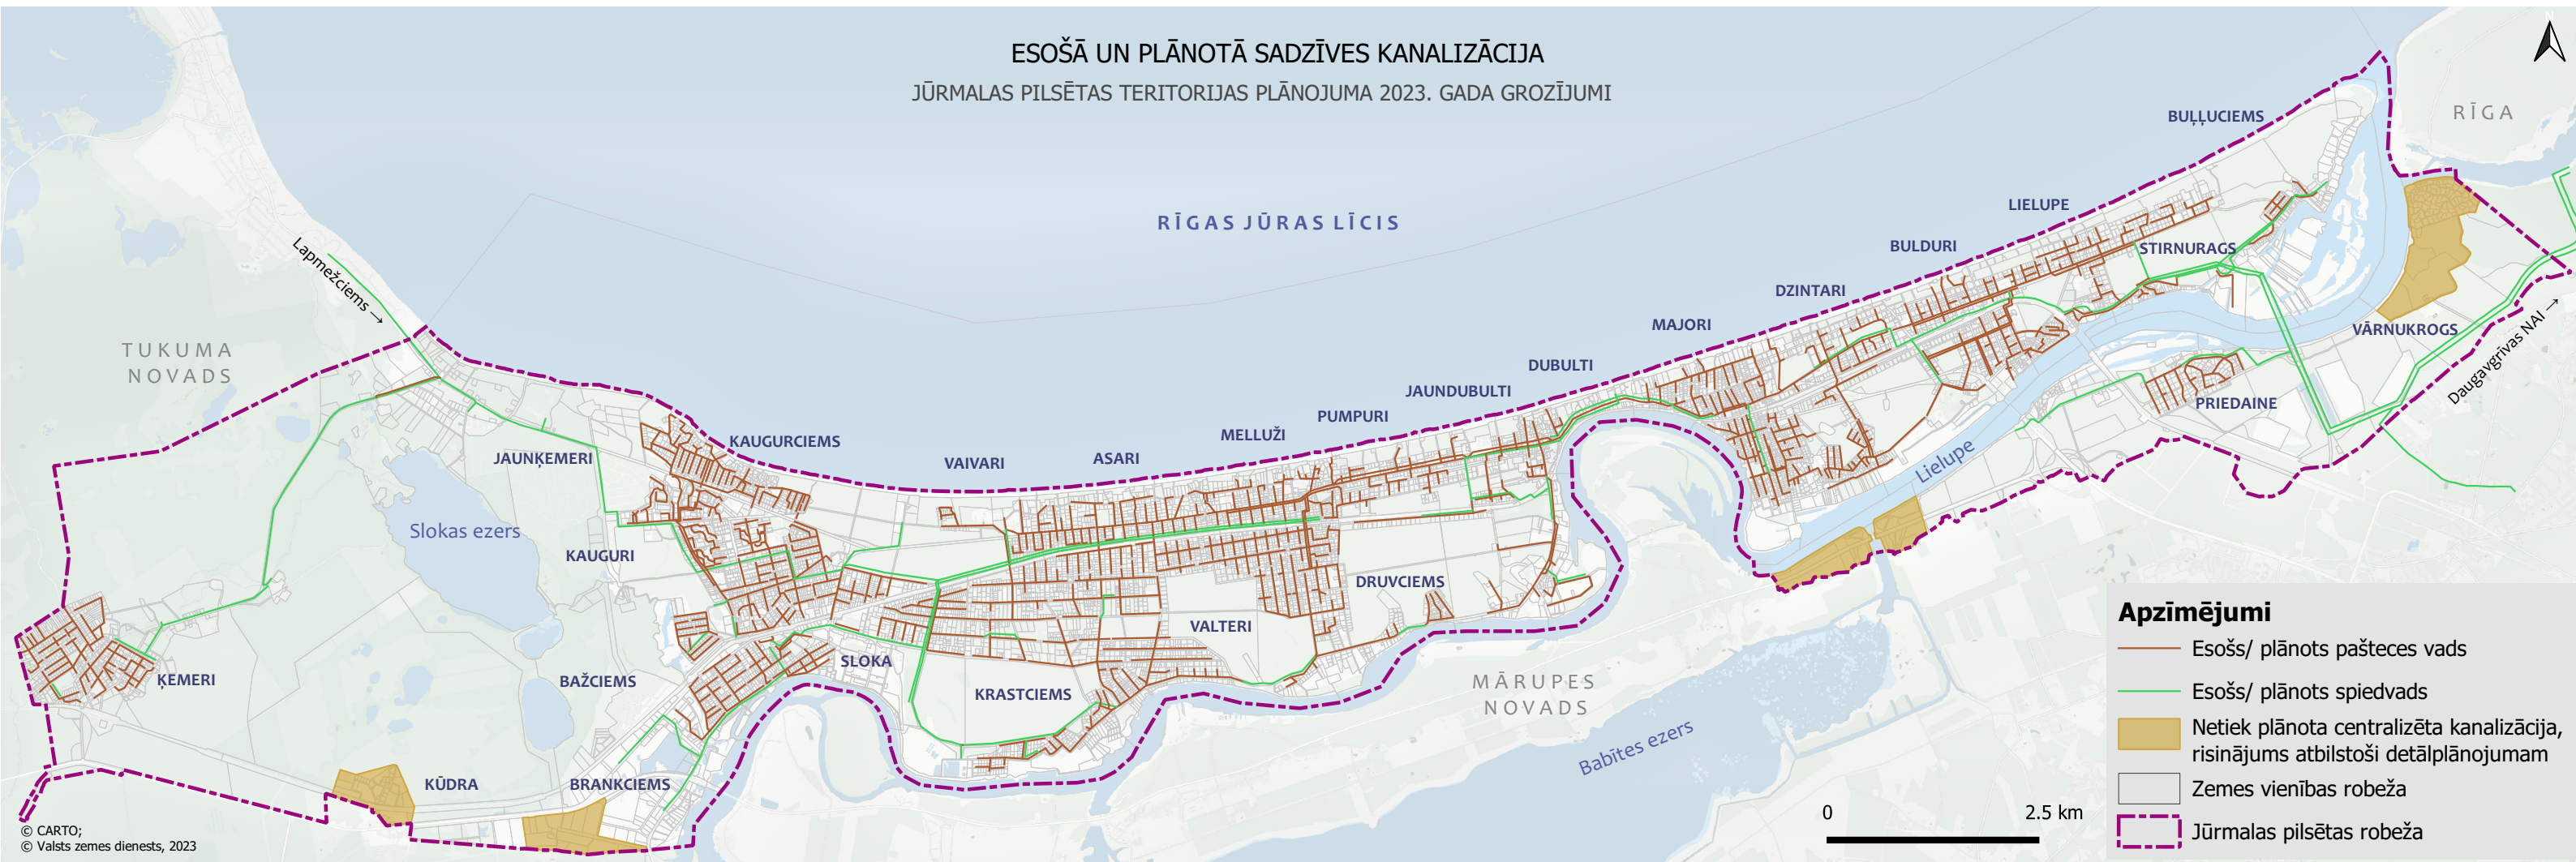 ESOŠĀ UN PLĀNOTĀ SADZĪVES KANALIZĀCIJA
JŪRMALAS PILSĒTAS TERITORIJAS PLĀNOJUMA 2023. GADA GROZĪJUMI
N
RĪGA
BUĻĻUCIEMS
LIELUPE
RĪGAS JŪRAS LĪCIS
BULDURI
STIRNURAGS
Lapmežciems →
DZINTARI
MAJORI
VĀRNUKROGS
TUKUMA
NOVADS
DUBULTI
Daugavgrīvas NAI →
JAUNDUBULTI
PRIEDAINE
PUMPURI
MELLUŽI
KAUGURCIEMS
JAUNĶEMERI
VAIVARI
ASARI
Lielupe
Slokas ezers
KAUGURI
DRUVCIEMS
VALTERI
SLOKA
ĶEMERI
BAŽCIEMS
KRASTCIEMS
MĀRUPES
NOVADS
Babītes ezers
KŪDRA
BRANKCIEMS
Apzīmējumi
Esošs/ plānots pašteces vads
Esošs/ plānots spiedvads
Netiek plānota centralizēta kanalizācija,
risinājums atbilstoši detālplānojumam
Zemes vienības robeža
Jūrmalas pilsētas robeža
0 2.5 km
© CARTO;
© Valsts zemes dienests, 2023